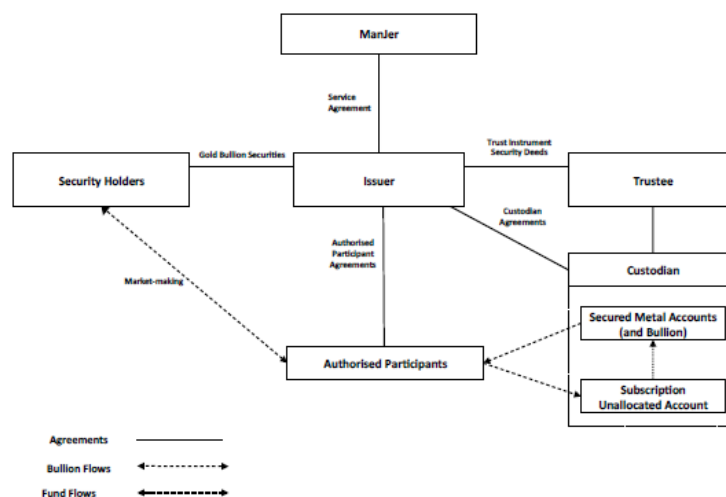 ManJer
Service
Agreement
Gold Bullion Securities
Trust Instrument
Security Deeds
Security Holders
Issuer
Trustee
Custodian
Agreements
Authorised
Participant
Agreements
Custodian
Market-making
Secured Metal Accounts
(and Bullion)
Authorised Participants
Subscription
Unallocated Account
Agreements
Bullion Flows
Fund Flows